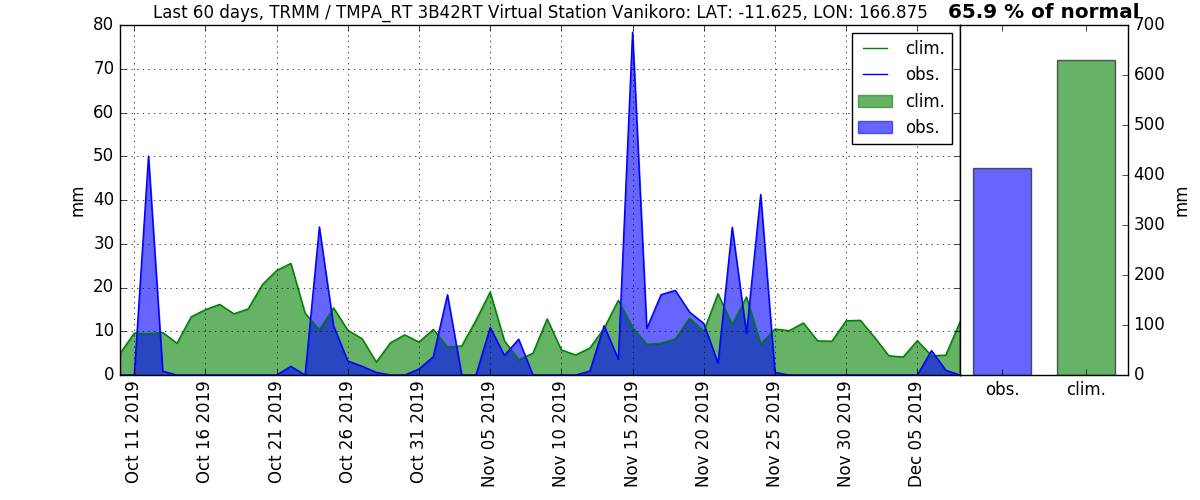 Last 60 days, TRMM / TMPA_RT 3B42RT Virtual Station Vanikoro: LAT: -11.625, LON: 166.875
65.9 % of normal
80
70
60
50
40
30
20
10
0
mm
clim.
obs.
clim.
obs.
Oct 11 2019
Oct 16 2019
Oct 21 2019
Oct 26 2019
Oct 31 2019
Nov 05 2019
Nov 10 2019
Nov 15 2019
Nov 20 2019
Nov 25 2019
Nov 30 2019
Dec 05 2019
obs.
clim.
700
600
500
400
300
200
100
0
mm